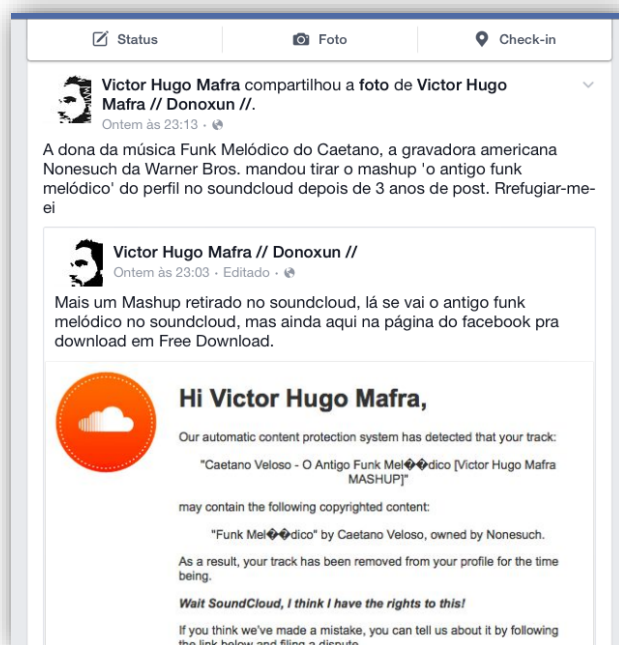 Status Foto Check-in
Victor Hugo Mafra compartilhou a foto de Victor Hugo
Mafra // Donoxun //.
Ontem às 23:13 ·
A dona da música Funk Melódico do Caetano, a gravadora americana
Nonesuch da Warner Bros. mandou tirar o mashup 'o antigo funk
melódico' do perfil no soundcloud depois de 3 anos de post. Rrefugiar-me-
ei
Victor Hugo Mafra // Donoxun //
Ontem às 23:03 · Editado ·
Mais um Mashup retirado no soundcloud, lá se vai o antigo funk
melódico no soundcloud, mas ainda aqui na página do facebook pra
download em Free Download.
Hi Victor Hugo Mafra,
Our automatic content protection system has detected that your track:
"Caetano Veloso - O Antigo Funk Mel��dico [Victor Hugo Mafra
MASHUP]"
may contain the following copyrighted content:
"Funk Mel��dico" by Caetano Veloso, owned by Nonesuch.
As a result, your track has been removed from your profile for the time
being.
Wait SoundCloud, I think I have the rights to this!
If you think we've made a mistake, you can tell us about it by following
the link below and filing a dispute